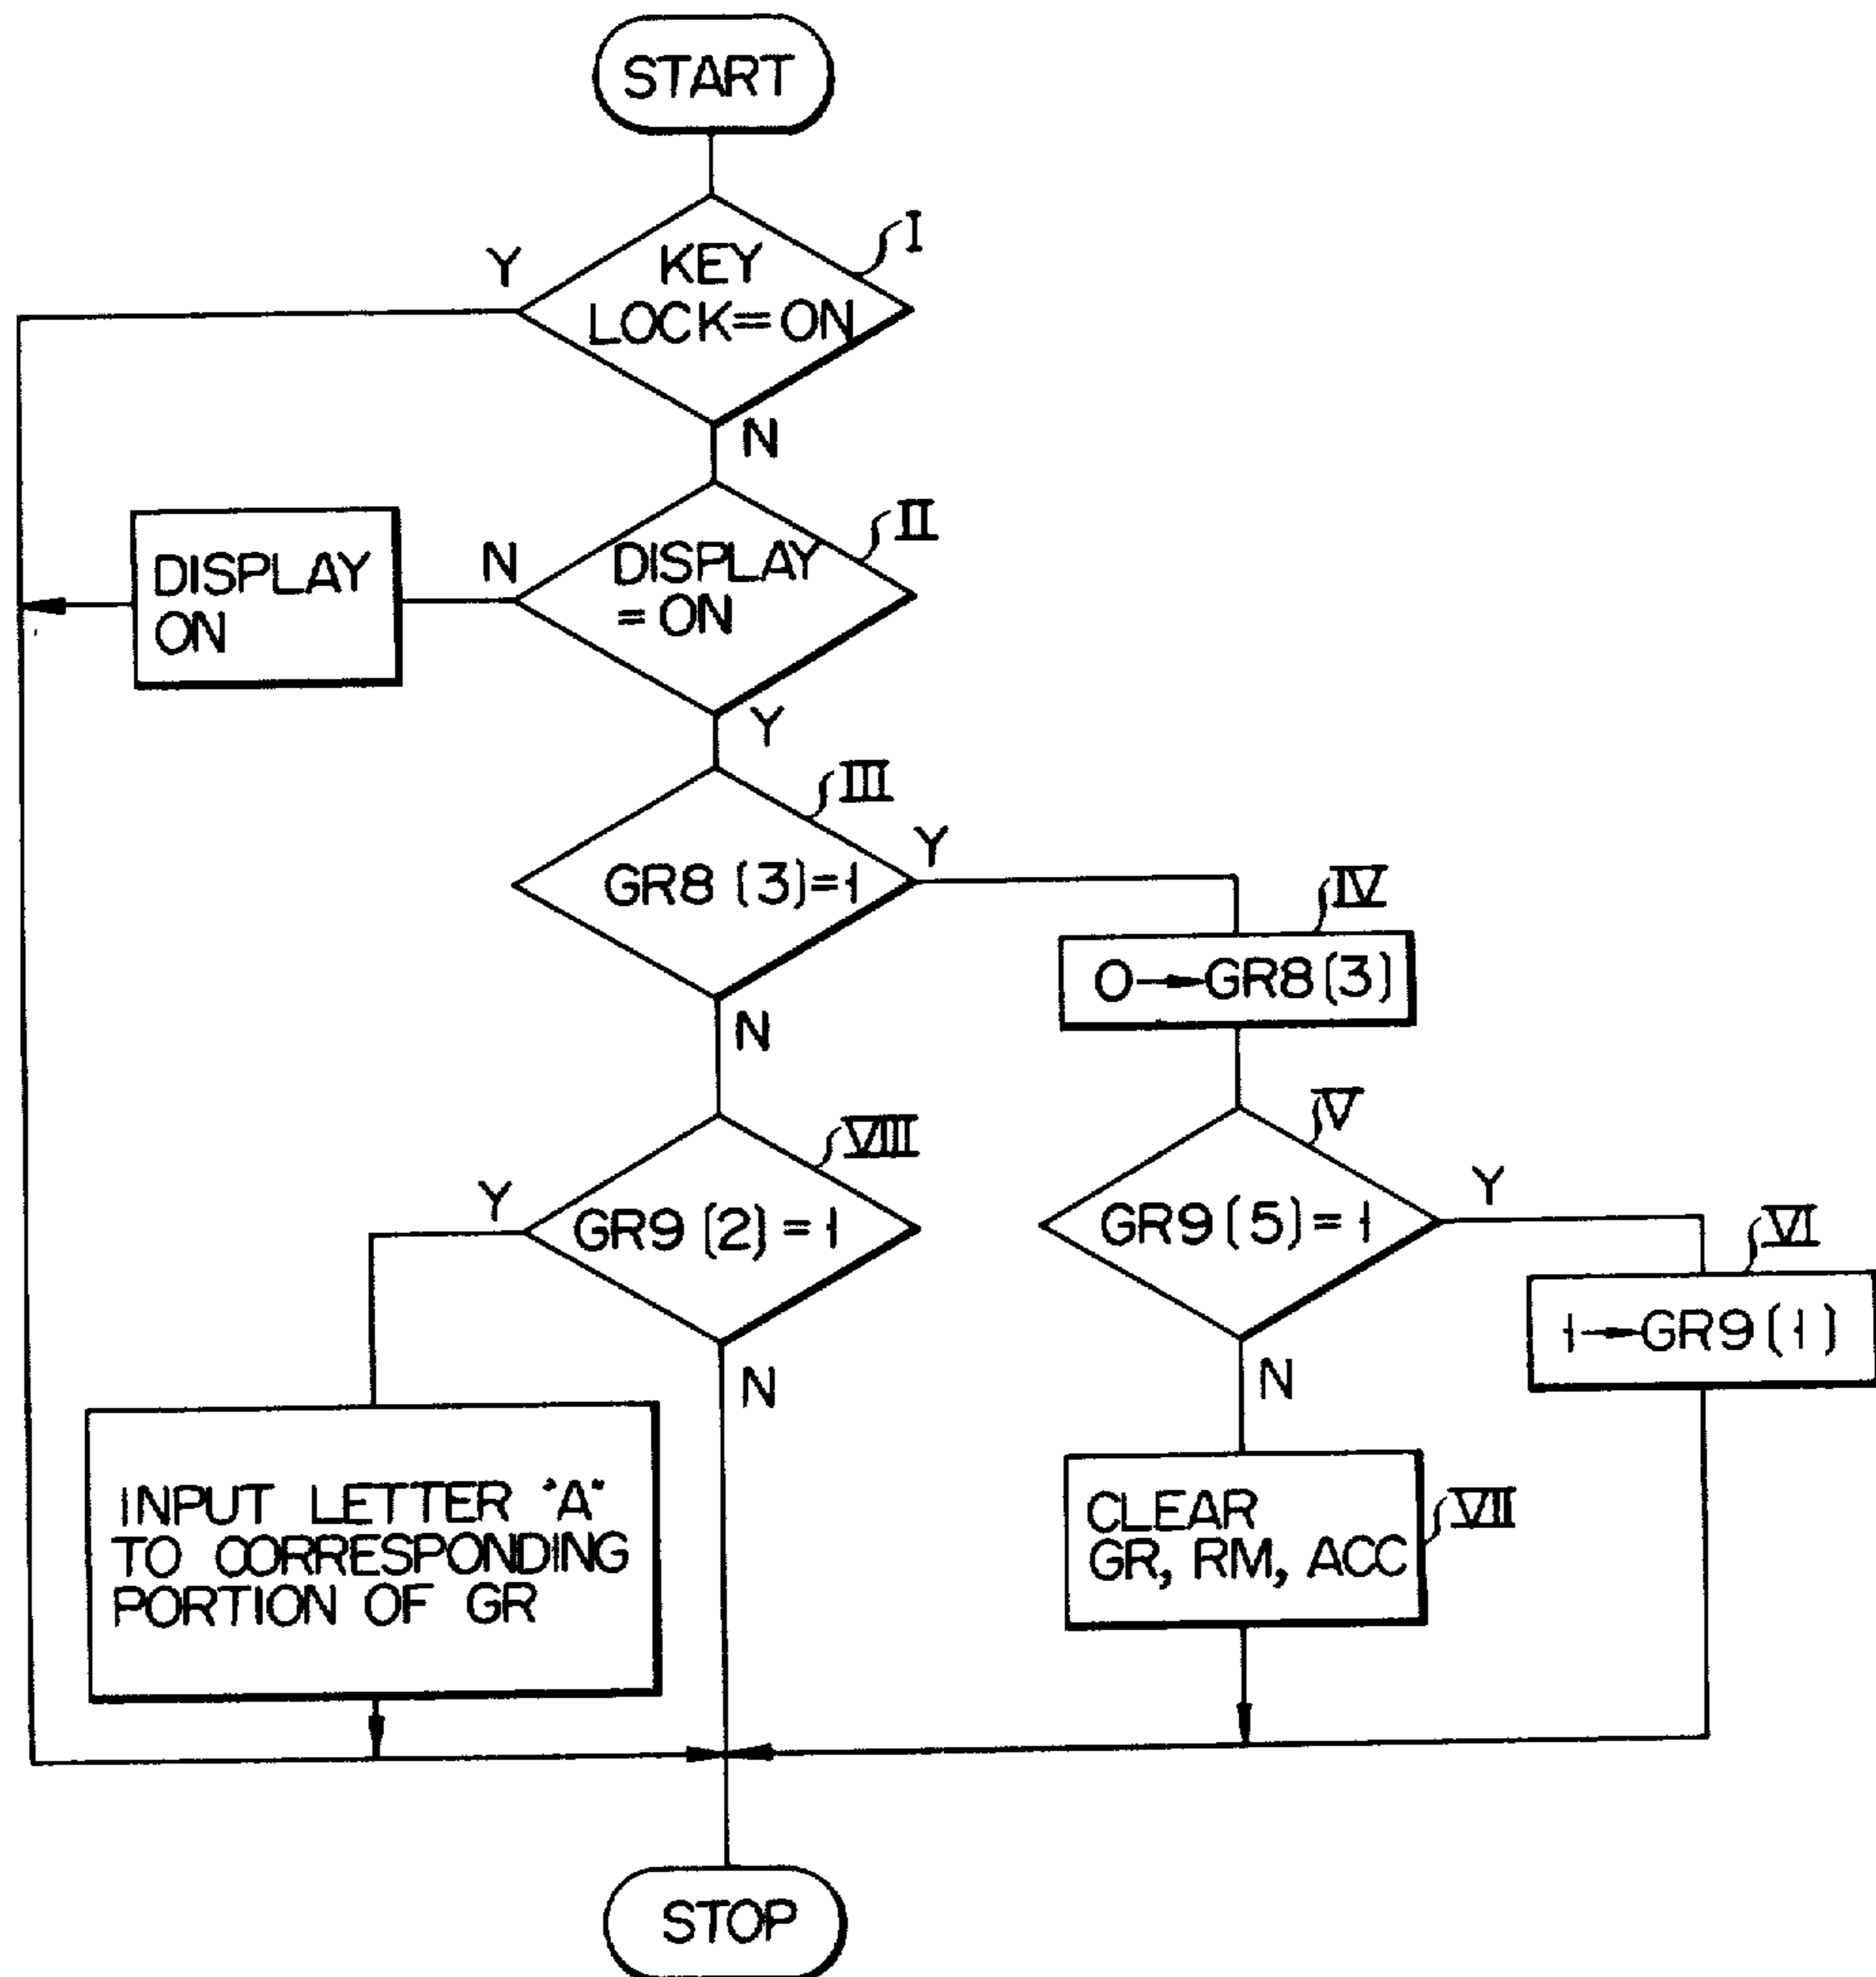 START
I
Y
KEY
LOCK=ON
N
II
N
DISPLAY
=ON
DISPLAY
ON
Y
III
Y
GR8(3)=1
IV
0→GR8(3)
N
V
VIII
Y
GR9(2)=1
GR9(5)=1
Y
VI
1→GR9(1)
N
N
INPUT LETTER "A"
TO CORRESPONDING
PORTION OF GR
CLEAR
GR, RM, ACC
VII
STOP